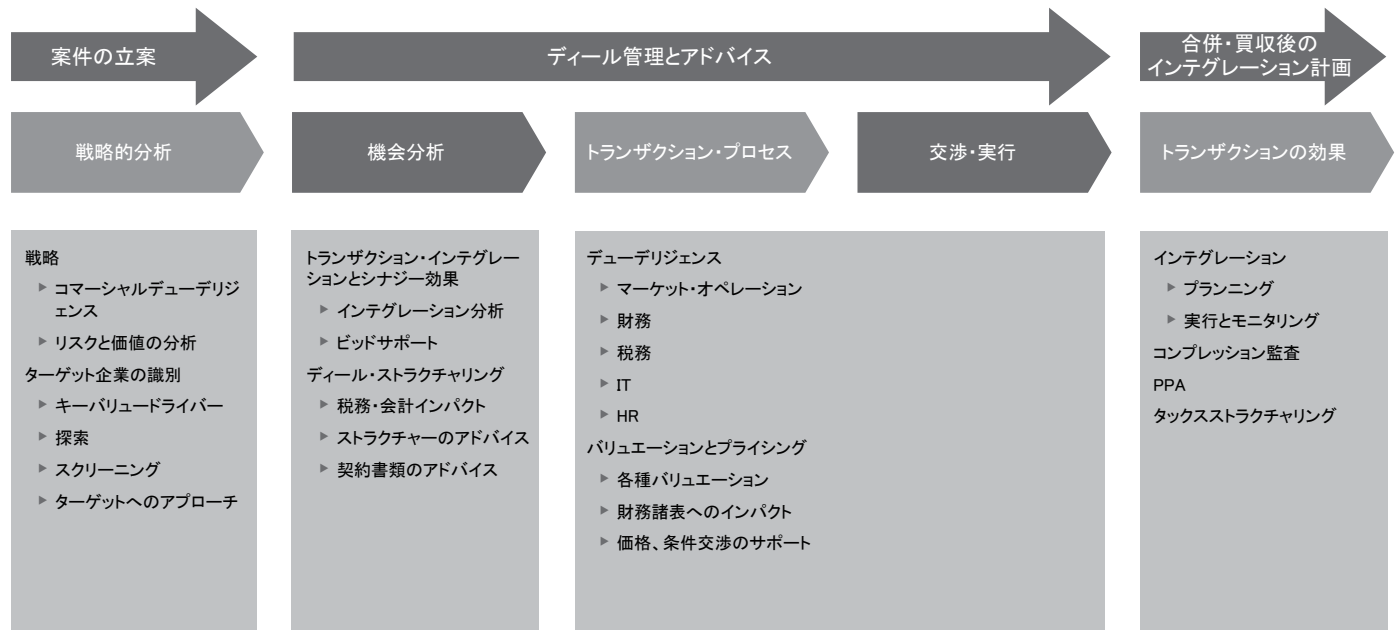 案件の立案
ディール管理とアドバイス
合併・買収後の
インテグレーション計画
戦略的分析
機会分析
トランザクション・プロセス
交渉・実行
トランザクションの効果
戦略
コマーシャルデューデリジ
ェンス
リスクと価値の分析
ターゲット企業の識別
キーバリュードライバー
探索
スクリーニング
ターゲットへのアプローチ
トランザクション・インテグレー
ションとシナジー効果
インテグレーション分析
ビッドサポート
ディール・ストラクチャリング
税務・会計インパクト
ストラクチャーのアドバイス
契約書類のアドバイス
デューデリジェンス
マーケット・オペレーション
財務
税務
IT
HR
バリュエーションとプライシング
各種バリュエーション
財務諸表へのインパクト
価格、条件交渉のサポート
インテグレーション
プランニング
実行とモニタリング
コンプレッション監査
PPA
タックスストラクチャリング